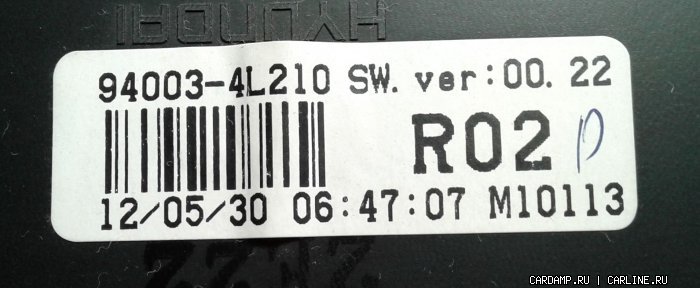 HYUNDAI
94003-4L210 SW. ver:00. 22
R02
12/05/30 06:47:07 M10113
CARDAMP.RU | CARLINE.RU